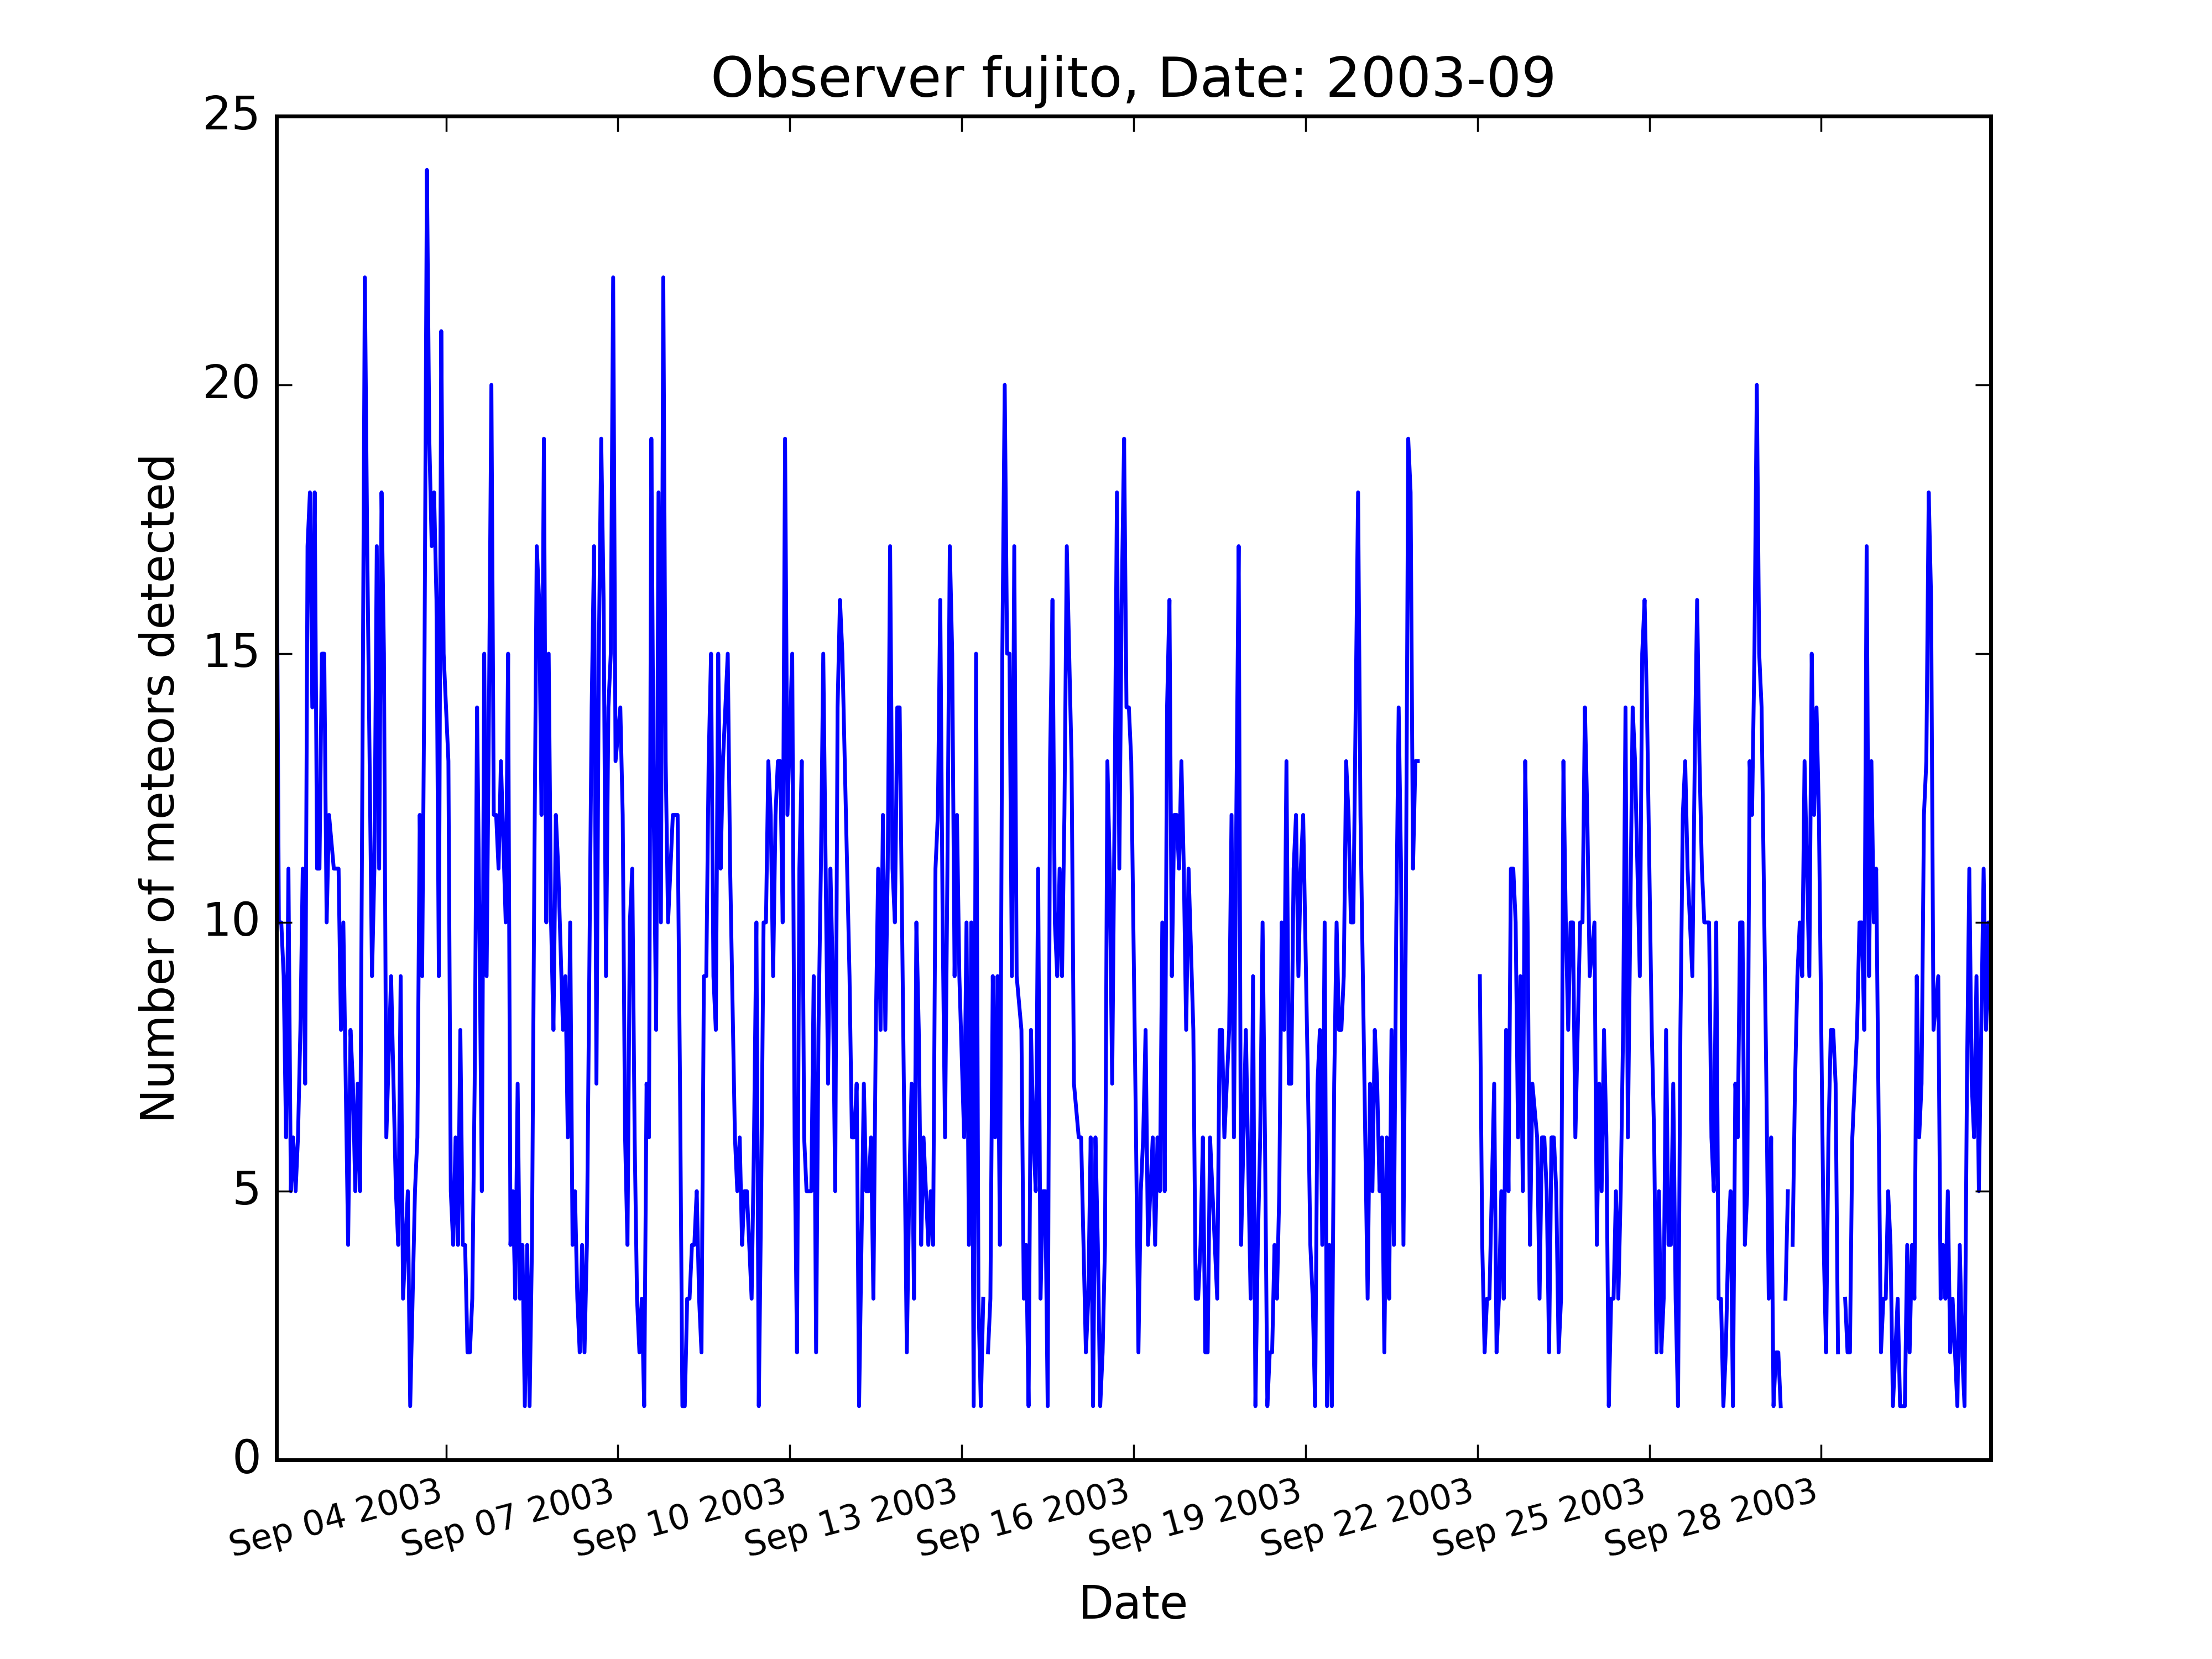 Observer fujito, Date: 2003-09
25
20
15
10
5
0
Number of meteors detected
Sep 04 2003
Sep 07 2003
Sep 10 2003
Sep 13 2003
Sep 16 2003
Sep 19 2003
Sep 22 2003
Sep 25 2003
Sep 28 2003
Date